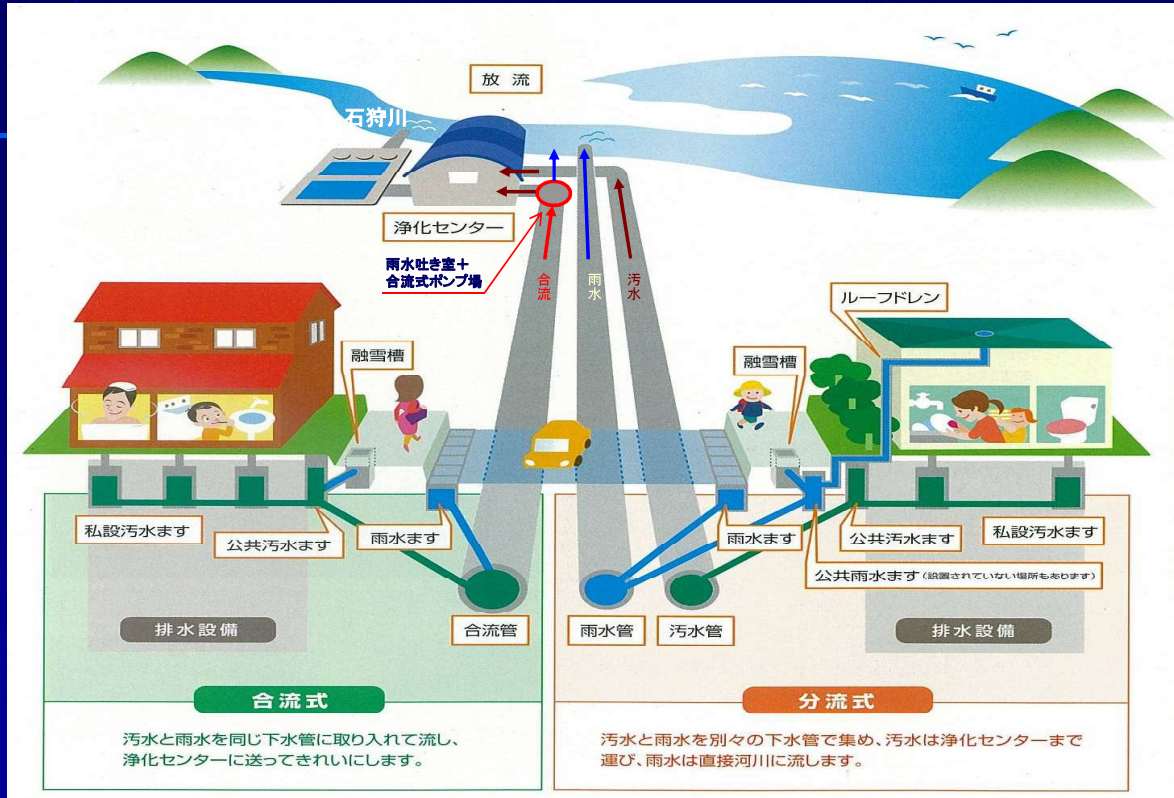 放 流
石狩川
浄化センター
雨水吐き室＋
合流式ポンプ場
合流
雨水
汚水
ルーフドレン
融雪槽
融雪槽
私設汚水ます
公共汚水ます
雨水ます
雨水ます
公共汚水ます
私設汚水ます
公共雨水ます（設置されていない場所もあります）
排水設備
合流管
雨水管
汚水管
排水設備
合流式
汚水と雨水を同じ下水管に取り入れて流し、
浄化センターに送ってきれいにします。
分流式
汚水と雨水を別々の下水管で集め、汚水は浄化センターまで
運び、雨水は直接河川に流します。